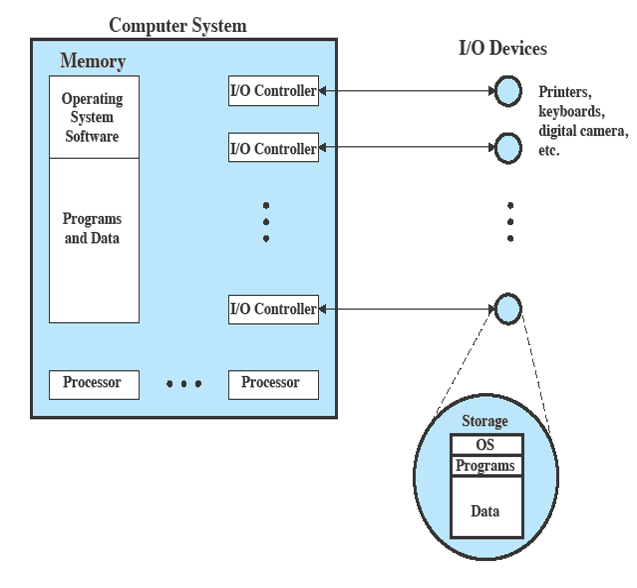 Computer System
I/O Devices
Memory
Operating
System
Software
Programs
and Data
I/O Controller
I/O Controller
I/O Controller
Printers,
keyboards,
digital camera,
etc.
Processor
Processor
Storage
OS
Programs
Data